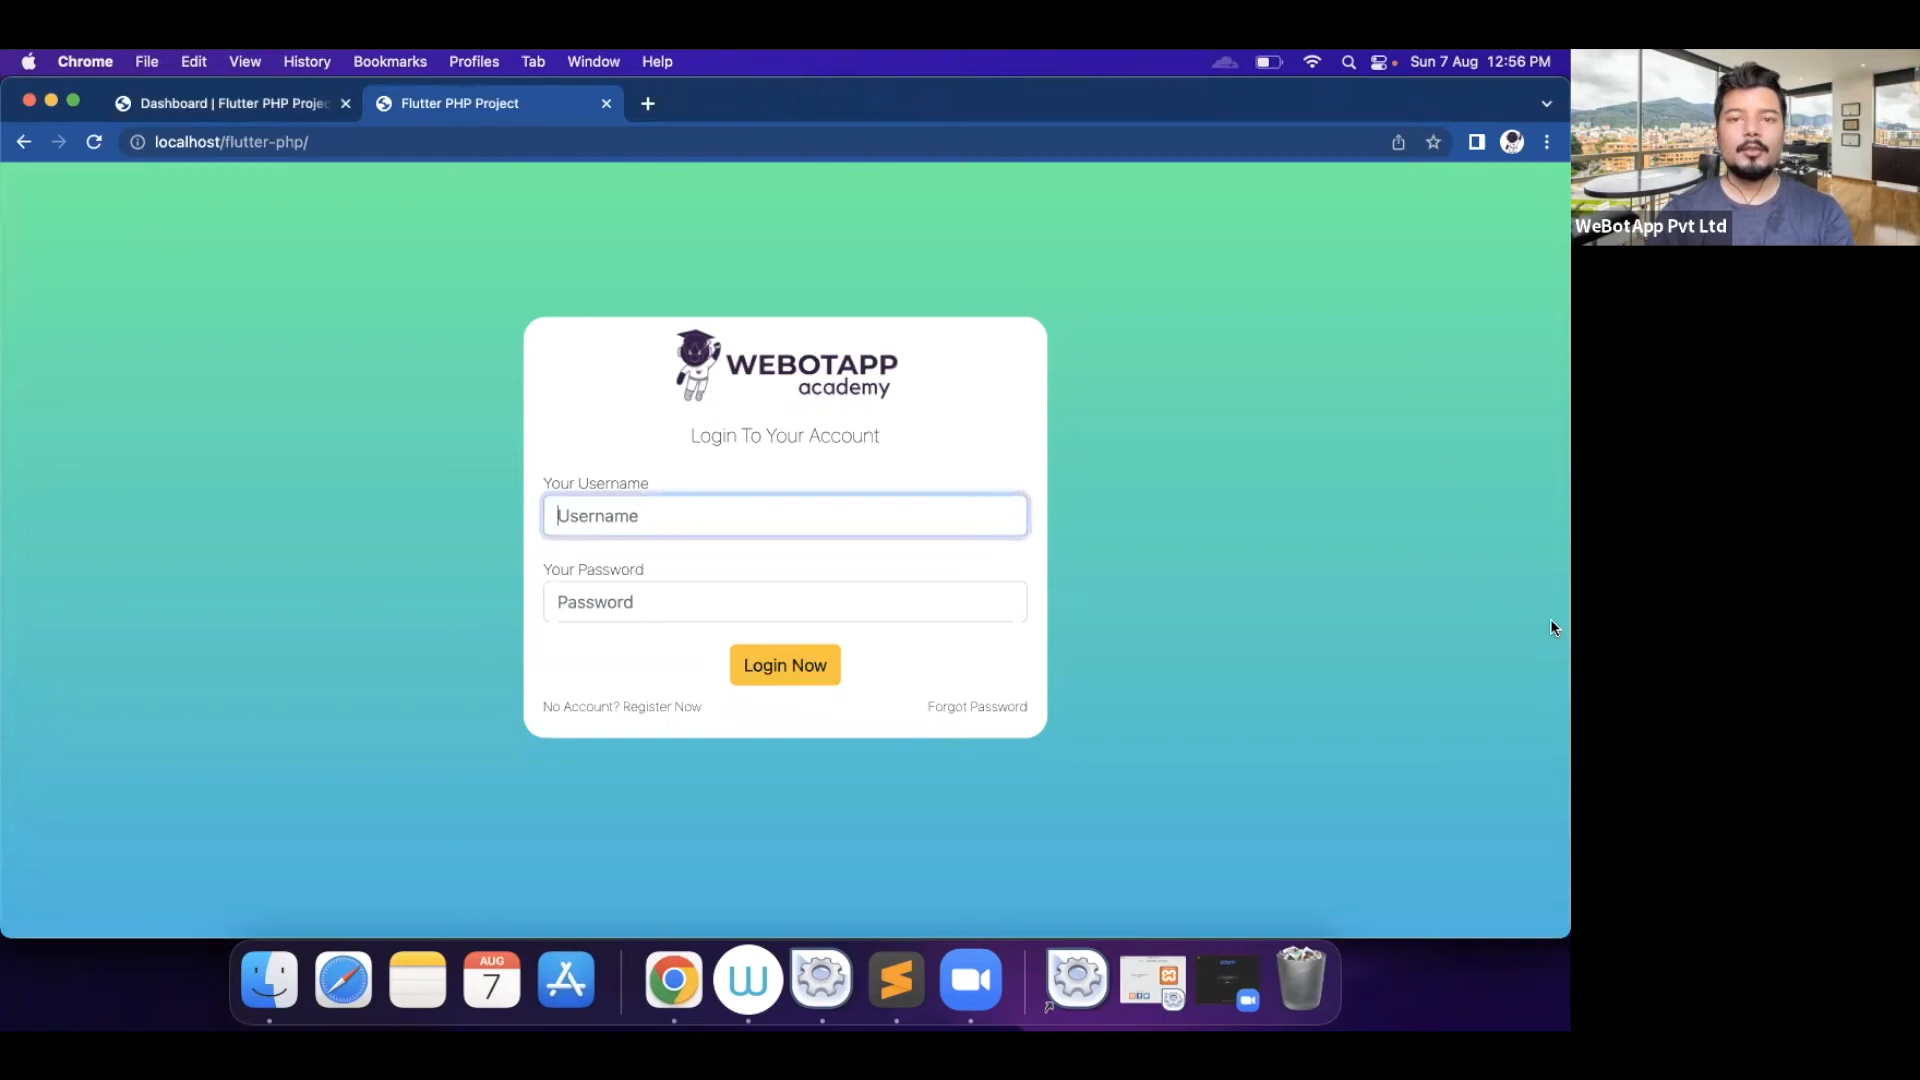 Chrome File Edit View History Bookmarks Profiles Tab Window Help
Sun 7 Aug 12:56 PM
Dashboard | Flutter PHP Projec
Flutter PHP Project
localhost/flutter-php/
WeBotApp Pvt Ltd
WEBOTAPP
academy
Login To Your Account
Your Username
Username
Your Password
Password
Login Now
No Account? Register Now
Forgot Password
AUG
7
zoom